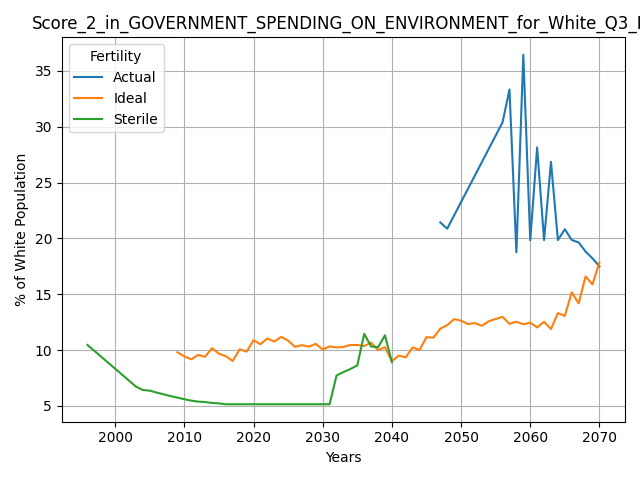 Score_2_in_GOVERNMENT_SPENDING_ON_ENVIRONMENT_for_White_Q3_
Fertility
Actual
Ideal
Sterile
% of White Population
35
30
25
20
15
10
5
2000 2010 2020 2030 2040 2050 2060 2070
Years